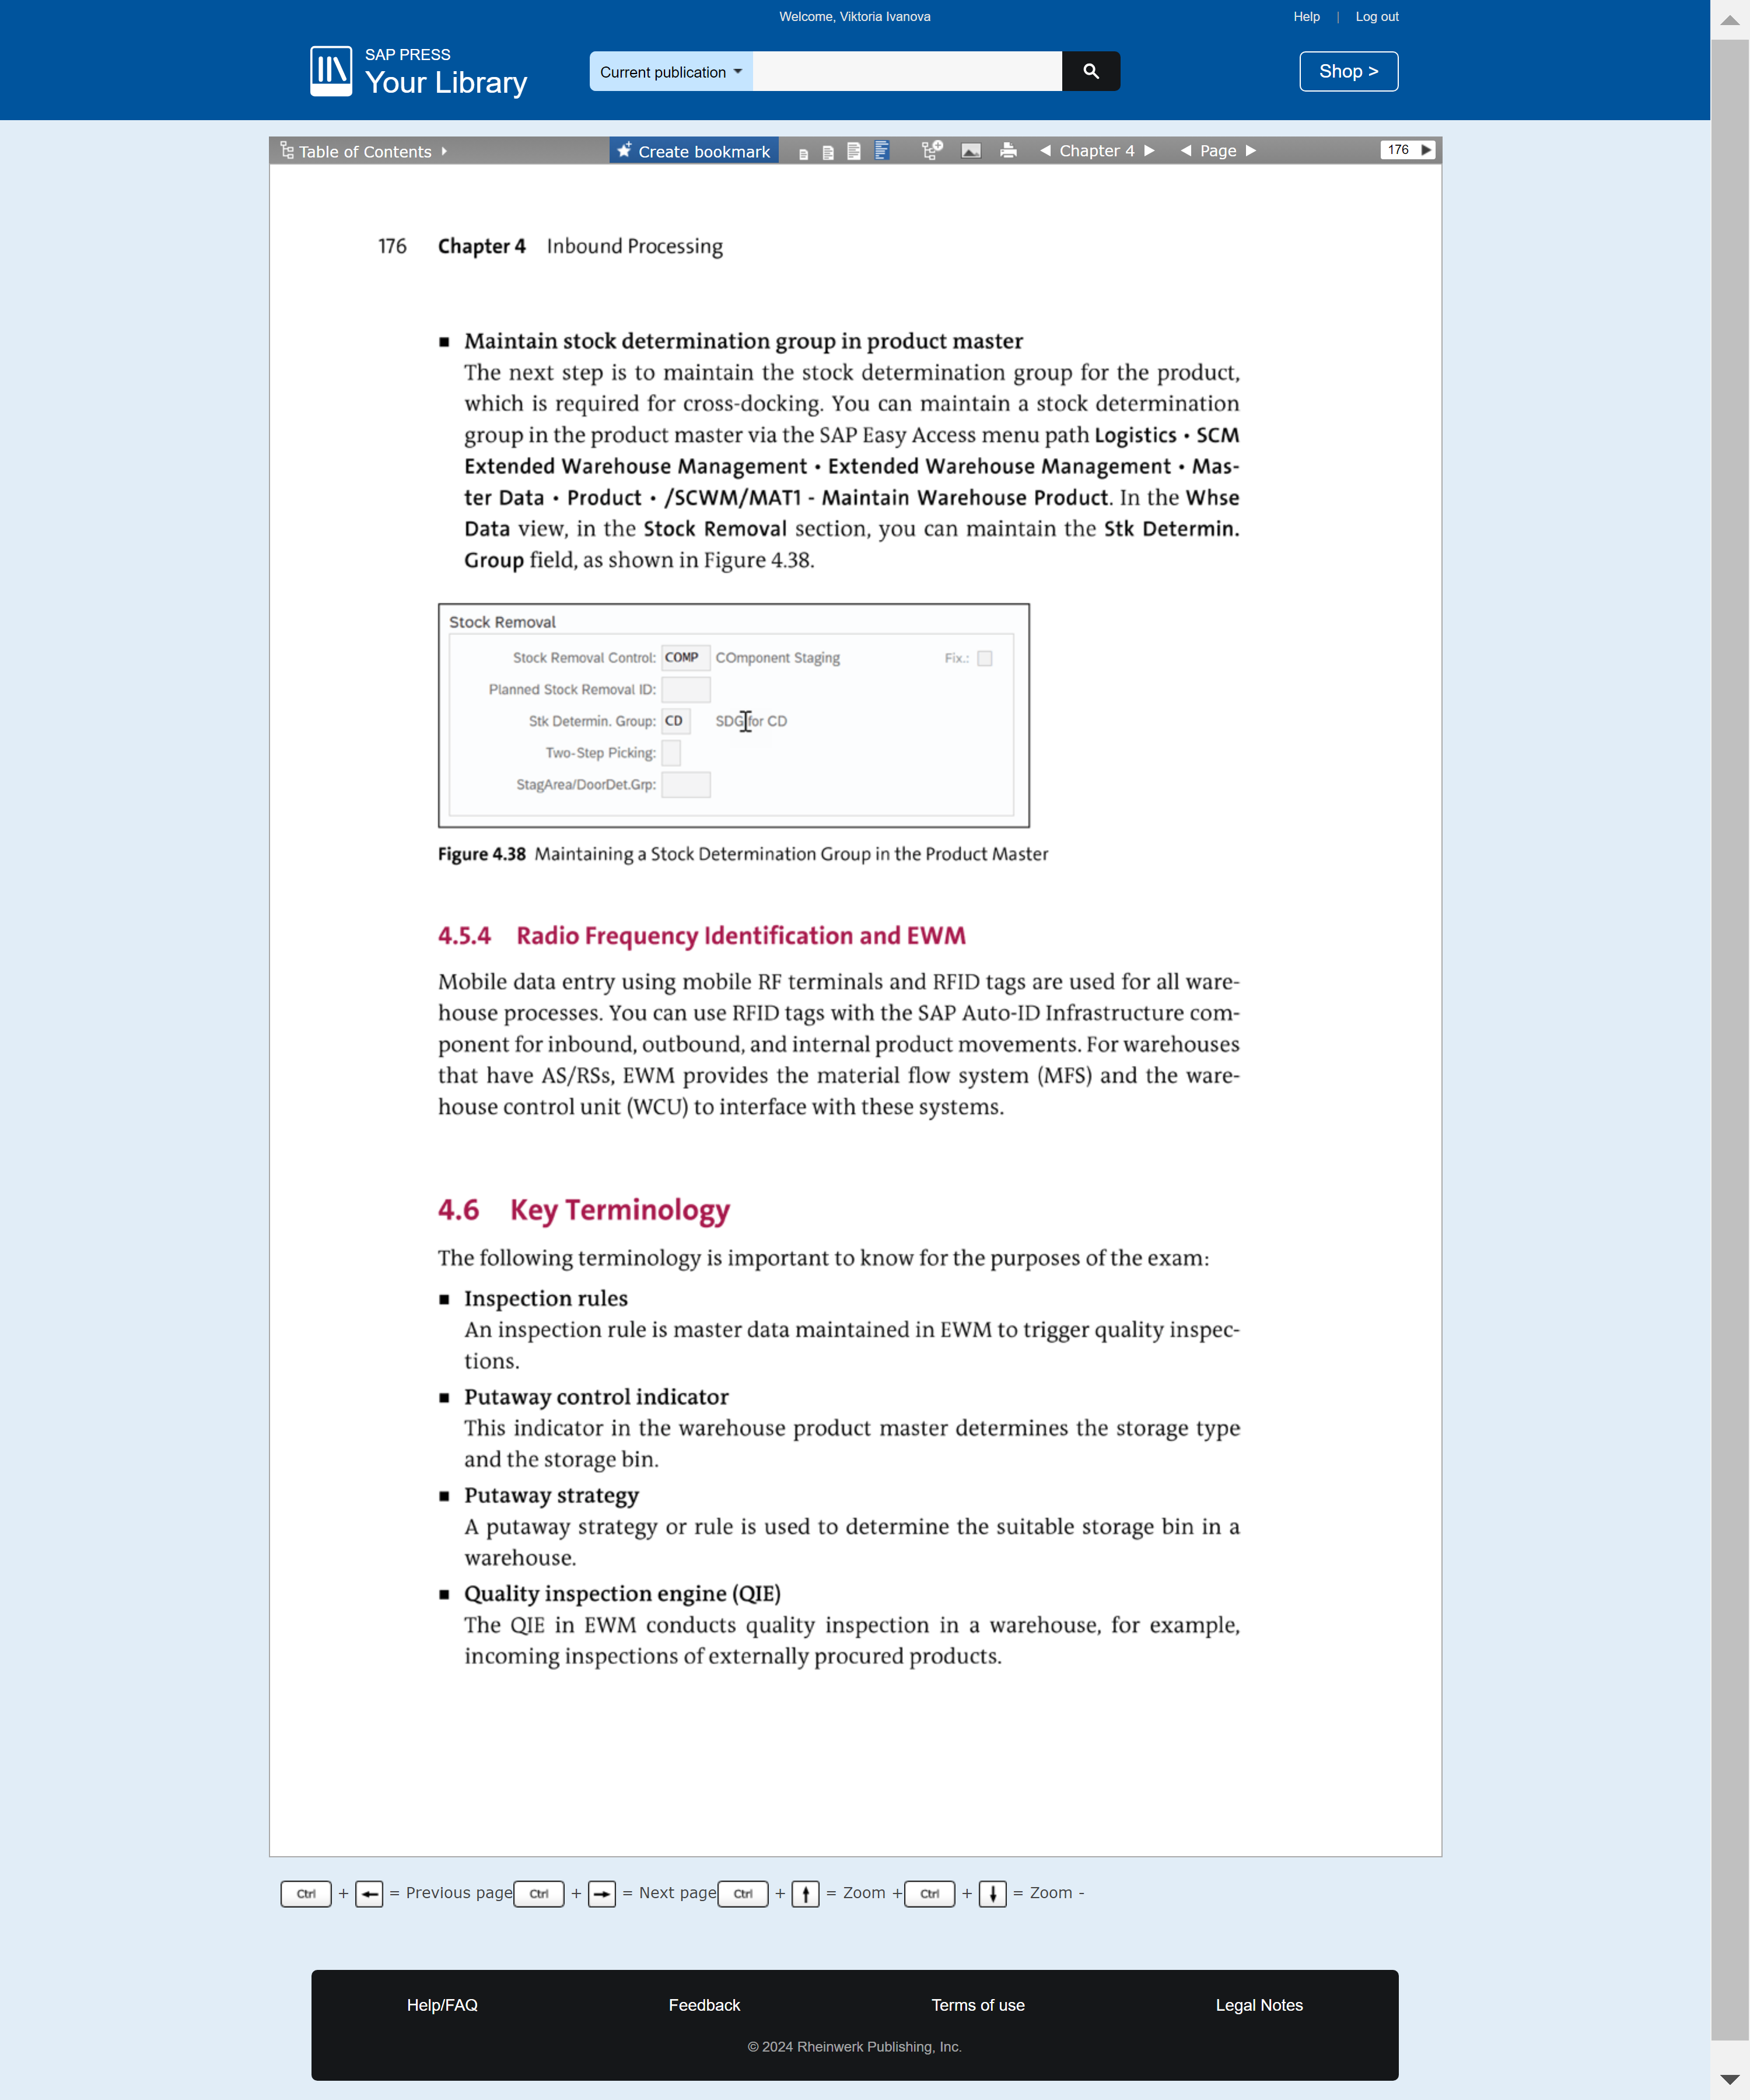 Welcome, Viktoria Ivanova
Help | Log out
SAP PRESS
Your Library
Current publication
Shop >
Table of Contents
Create bookmark
Chapter 4
Page
176
176 Chapter 4 Inbound Processing
■ Maintain stock determination group in product master
The next step is to maintain the stock determination group for the product,
which is required for cross-docking. You can maintain a stock determination
group in the product master via the SAP Easy Access menu path Logistics • SCM
Extended Warehouse Management • Extended Warehouse Management • Mas-
ter Data • Product • /SCWM/MAT1 - Maintain Warehouse Product. In the Whse
Data view, in the Stock Removal section, you can maintain the Stk Determin.
Group field, as shown in Figure 4.38.
Stock Removal
Stock Removal Control: COMP COmponent Staging Fix.:
Planned Stock Removal ID:
Stk Determin. Group: CD SDG for CD
Two-Step Picking:
StagArea/DoorDet.Grp:
Figure 4.38 Maintaining a Stock Determination Group in the Product Master
4.5.4 Radio Frequency Identification and EWM
Mobile data entry using mobile RF terminals and RFID tags are used for all ware-
house processes. You can use RFID tags with the SAP Auto-ID Infrastructure com-
ponent for inbound, outbound, and internal product movements. For warehouses
that have AS/RSs, EWM provides the material flow system (MFS) and the ware-
house control unit (WCU) to interface with these systems.
4.6 Key Terminology
The following terminology is important to know for the purposes of the exam:
■ Inspection rules
An inspection rule is master data maintained in EWM to trigger quality inspec-
tions.
■ Putaway control indicator
This indicator in the warehouse product master determines the storage type
and the storage bin.
■ Putaway strategy
A putaway strategy or rule is used to determine the suitable storage bin in a
warehouse.
■ Quality inspection engine (QIE)
The QIE in EWM conducts quality inspection in a warehouse, for example,
incoming inspections of externally procured products.
Ctrl + ← = Previous page Ctrl + → = Next page Ctrl + ↑ = Zoom + Ctrl + ↓ = Zoom -
Help/FAQ Feedback Terms of use Legal Notes
© 2024 Rheinwerk Publishing, Inc.